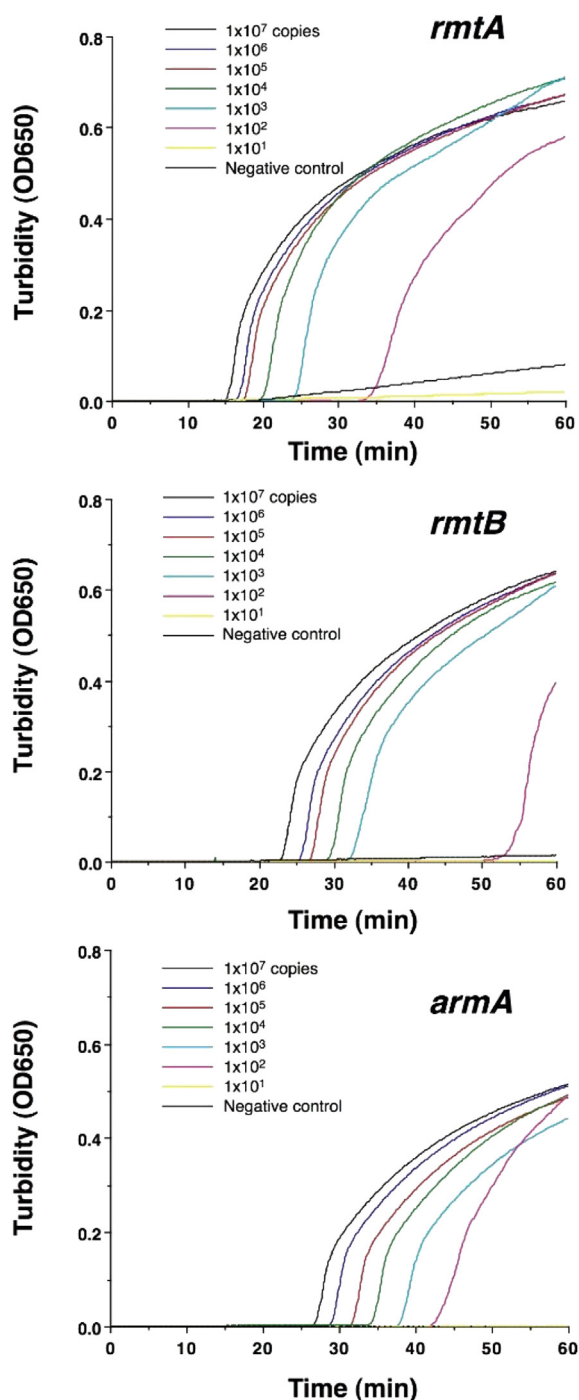 rmtA
0.8
0.6
0.4
0.2
0.0
Turbidity (OD650)
1x10⁷ copies
1x10⁶
1x10⁵
1x10⁴
1x10³
1x10²
1x10¹
Negative control
0 10 20 30 40 50 60
Time (min)
rmtB
0.8
0.6
0.4
0.2
0.0
Turbidity (OD650)
1x10⁷ copies
1x10⁶
1x10⁵
1x10⁴
1x10³
1x10²
1x10¹
Negative control
0 10 20 30 40 50 60
Time (min)
armA
0.8
0.6
0.4
0.2
0.0
Turbidity (OD650)
1x10⁷ copies
1x10⁶
1x10⁵
1x10⁴
1x10³
1x10²
1x10¹
Negative control
0 10 20 30 40 50 60
Time (min)